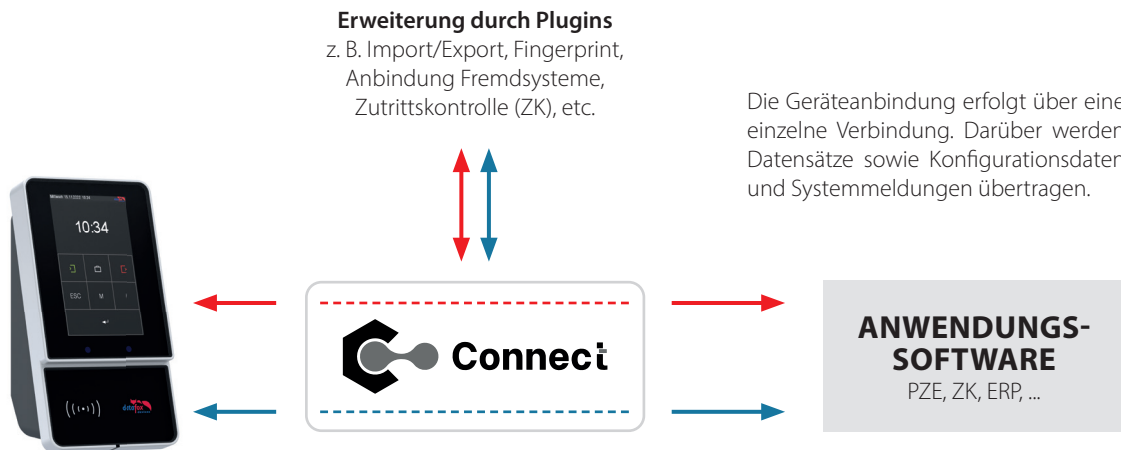 Erweiterung durch Plugins
z. B. Import/Export, Fingerprint,
Anbindung Fremdsysteme,
Zutrittskontrolle (ZK), etc.
Die Geräteanbindung erfolgt über eine
einzelne Verbindung. Darüber werden
Datensätze sowie Konfigurationsdaten
und Systemmeldungen übertragen.
10:34
ESC M
Connect
datafox
ANWENDUNGS-
SOFTWARE
PZE, ZK, ERP, ...